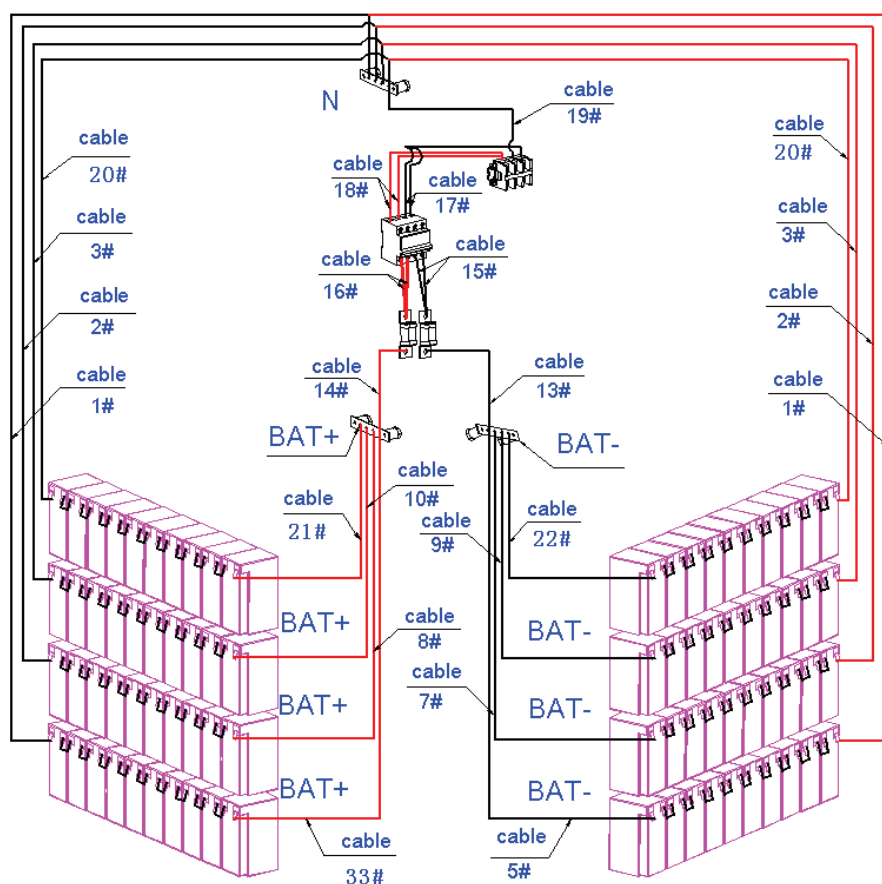 N
cable
19#
cable
20#
cable
20#
cable
18#
cable
17#
cable
3#
cable
3#
cable
16#
cable
15#
cable
2#
cable
2#
cable
14#
cable
13#
cable
1#
cable
1#
BAT+
BAT-
cable
10#
cable
21#
cable
9#
cable
22#
BAT+
cable
8#
BAT-
BAT+
cable
7#
BAT-
BAT+
BAT-
cable
33#
cable
5#